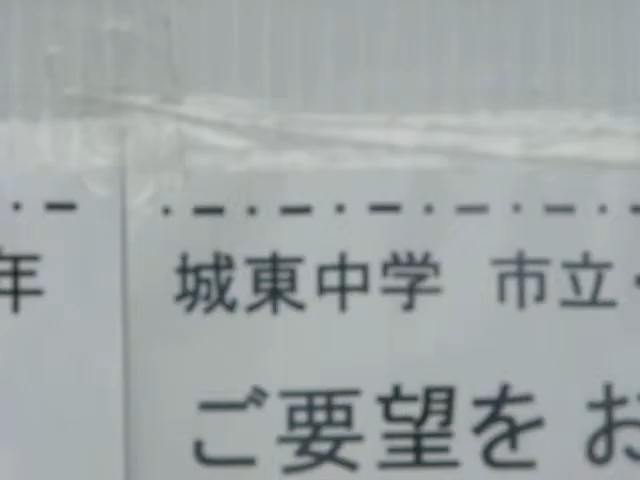 年
城東中学 市立
ご要望を お